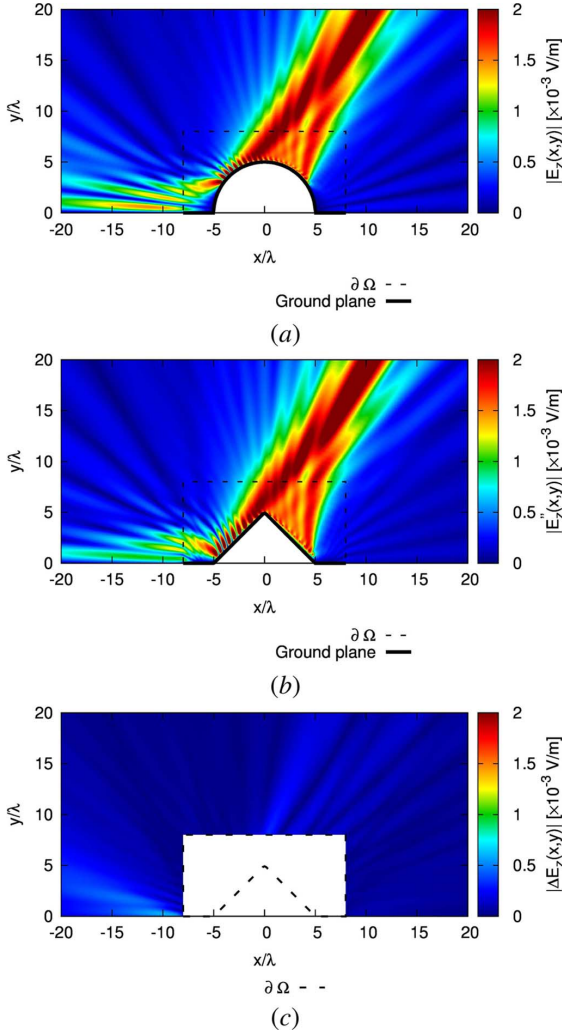 20
15
10
5
0
-20 -15 -10 -5 0 5 10 15 20
y/λ
x/λ
2
1.5
1
0.5
0
|E_z(x,y)| [×10⁻³ V/m]
∂Ω - -
Ground plane
(a)
20
15
10
5
0
-20 -15 -10 -5 0 5 10 15 20
y/λ
x/λ
2
1.5
1
0.5
0
|E''_z(x,y)| [×10⁻³ V/m]
∂Ω - -
Ground plane
(b)
20
15
10
5
0
-20 -15 -10 -5 0 5 10 15 20
y/λ
x/λ
2
1.5
1
0.5
0
|ΔE_z(x,y)| [×10⁻³ V/m]
∂Ω - -
(c)